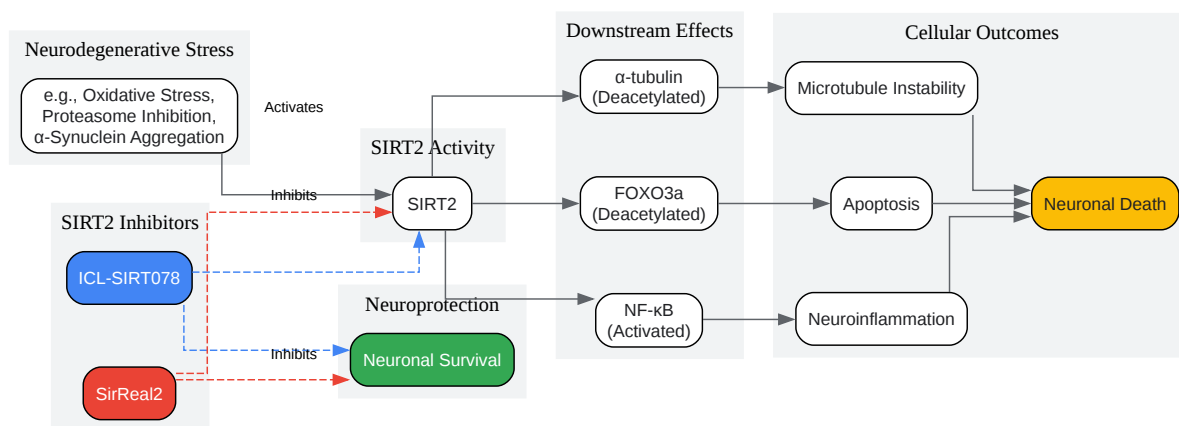 Neurodegenerative Stress
e.g., Oxidative Stress,
Proteasome Inhibition,
α-Synuclein Aggregation
Activates
Inhibits
SIRT2 Inhibitors
ICL-SIRT078
SirReal2
Inhibits
SIRT2 Activity
SIRT2
Neuroprotection
Neuronal Survival
Downstream Effects
α-tubulin
(Deacetylated)
FOXO3a
(Deacetylated)
NF-κB
(Activated)
Cellular Outcomes
Microtubule Instability
Apoptosis
Neuroinflammation
Neuronal Death